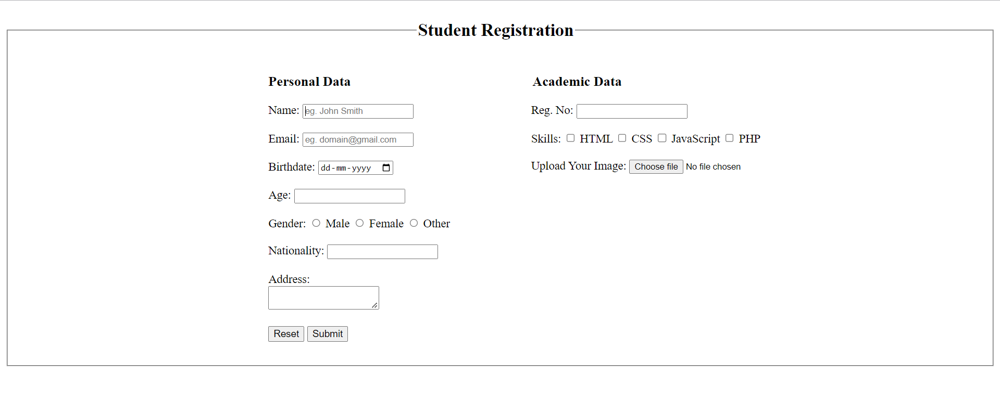 Student Registration
Personal Data
Name: eg. John Smith
Email: eg. domain@gmail.com
Birthdate: dd-mm-yyyy
Age:
Gender: Male Female Other
Nationality:
Address:
Reset Submit
Academic Data
Reg. No:
Skills: HTML CSS JavaScript PHP
Upload Your Image: Choose file No file chosen